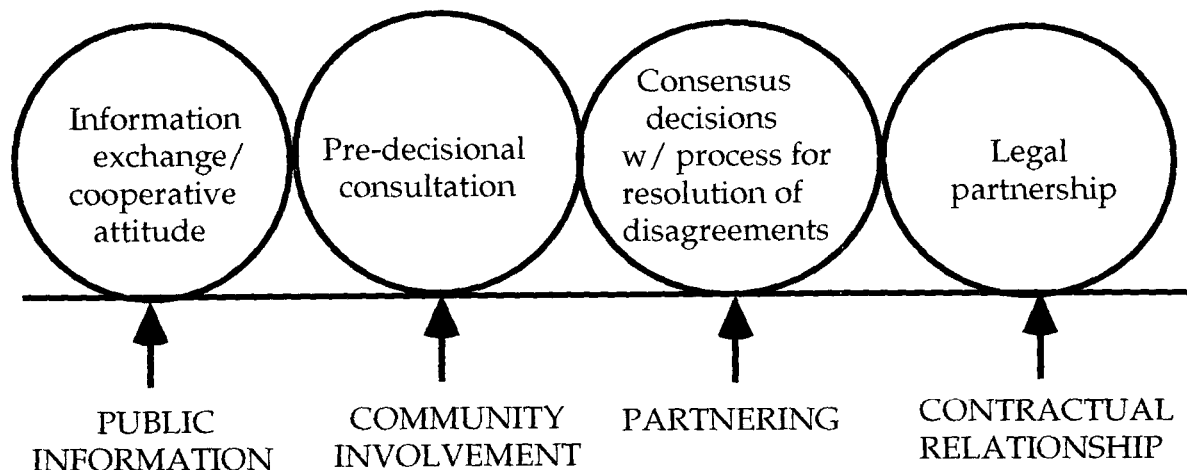 Information
exchange/
cooperative
attitude
Pre-decisional
consultation
Consensus
decisions
w/ process for
resolution of
disagreements
Legal
partnership
PUBLIC
INFORMATION
COMMUNITY
INVOLVEMENT
PARTNERING
CONTRACTUAL
RELATIONSHIP